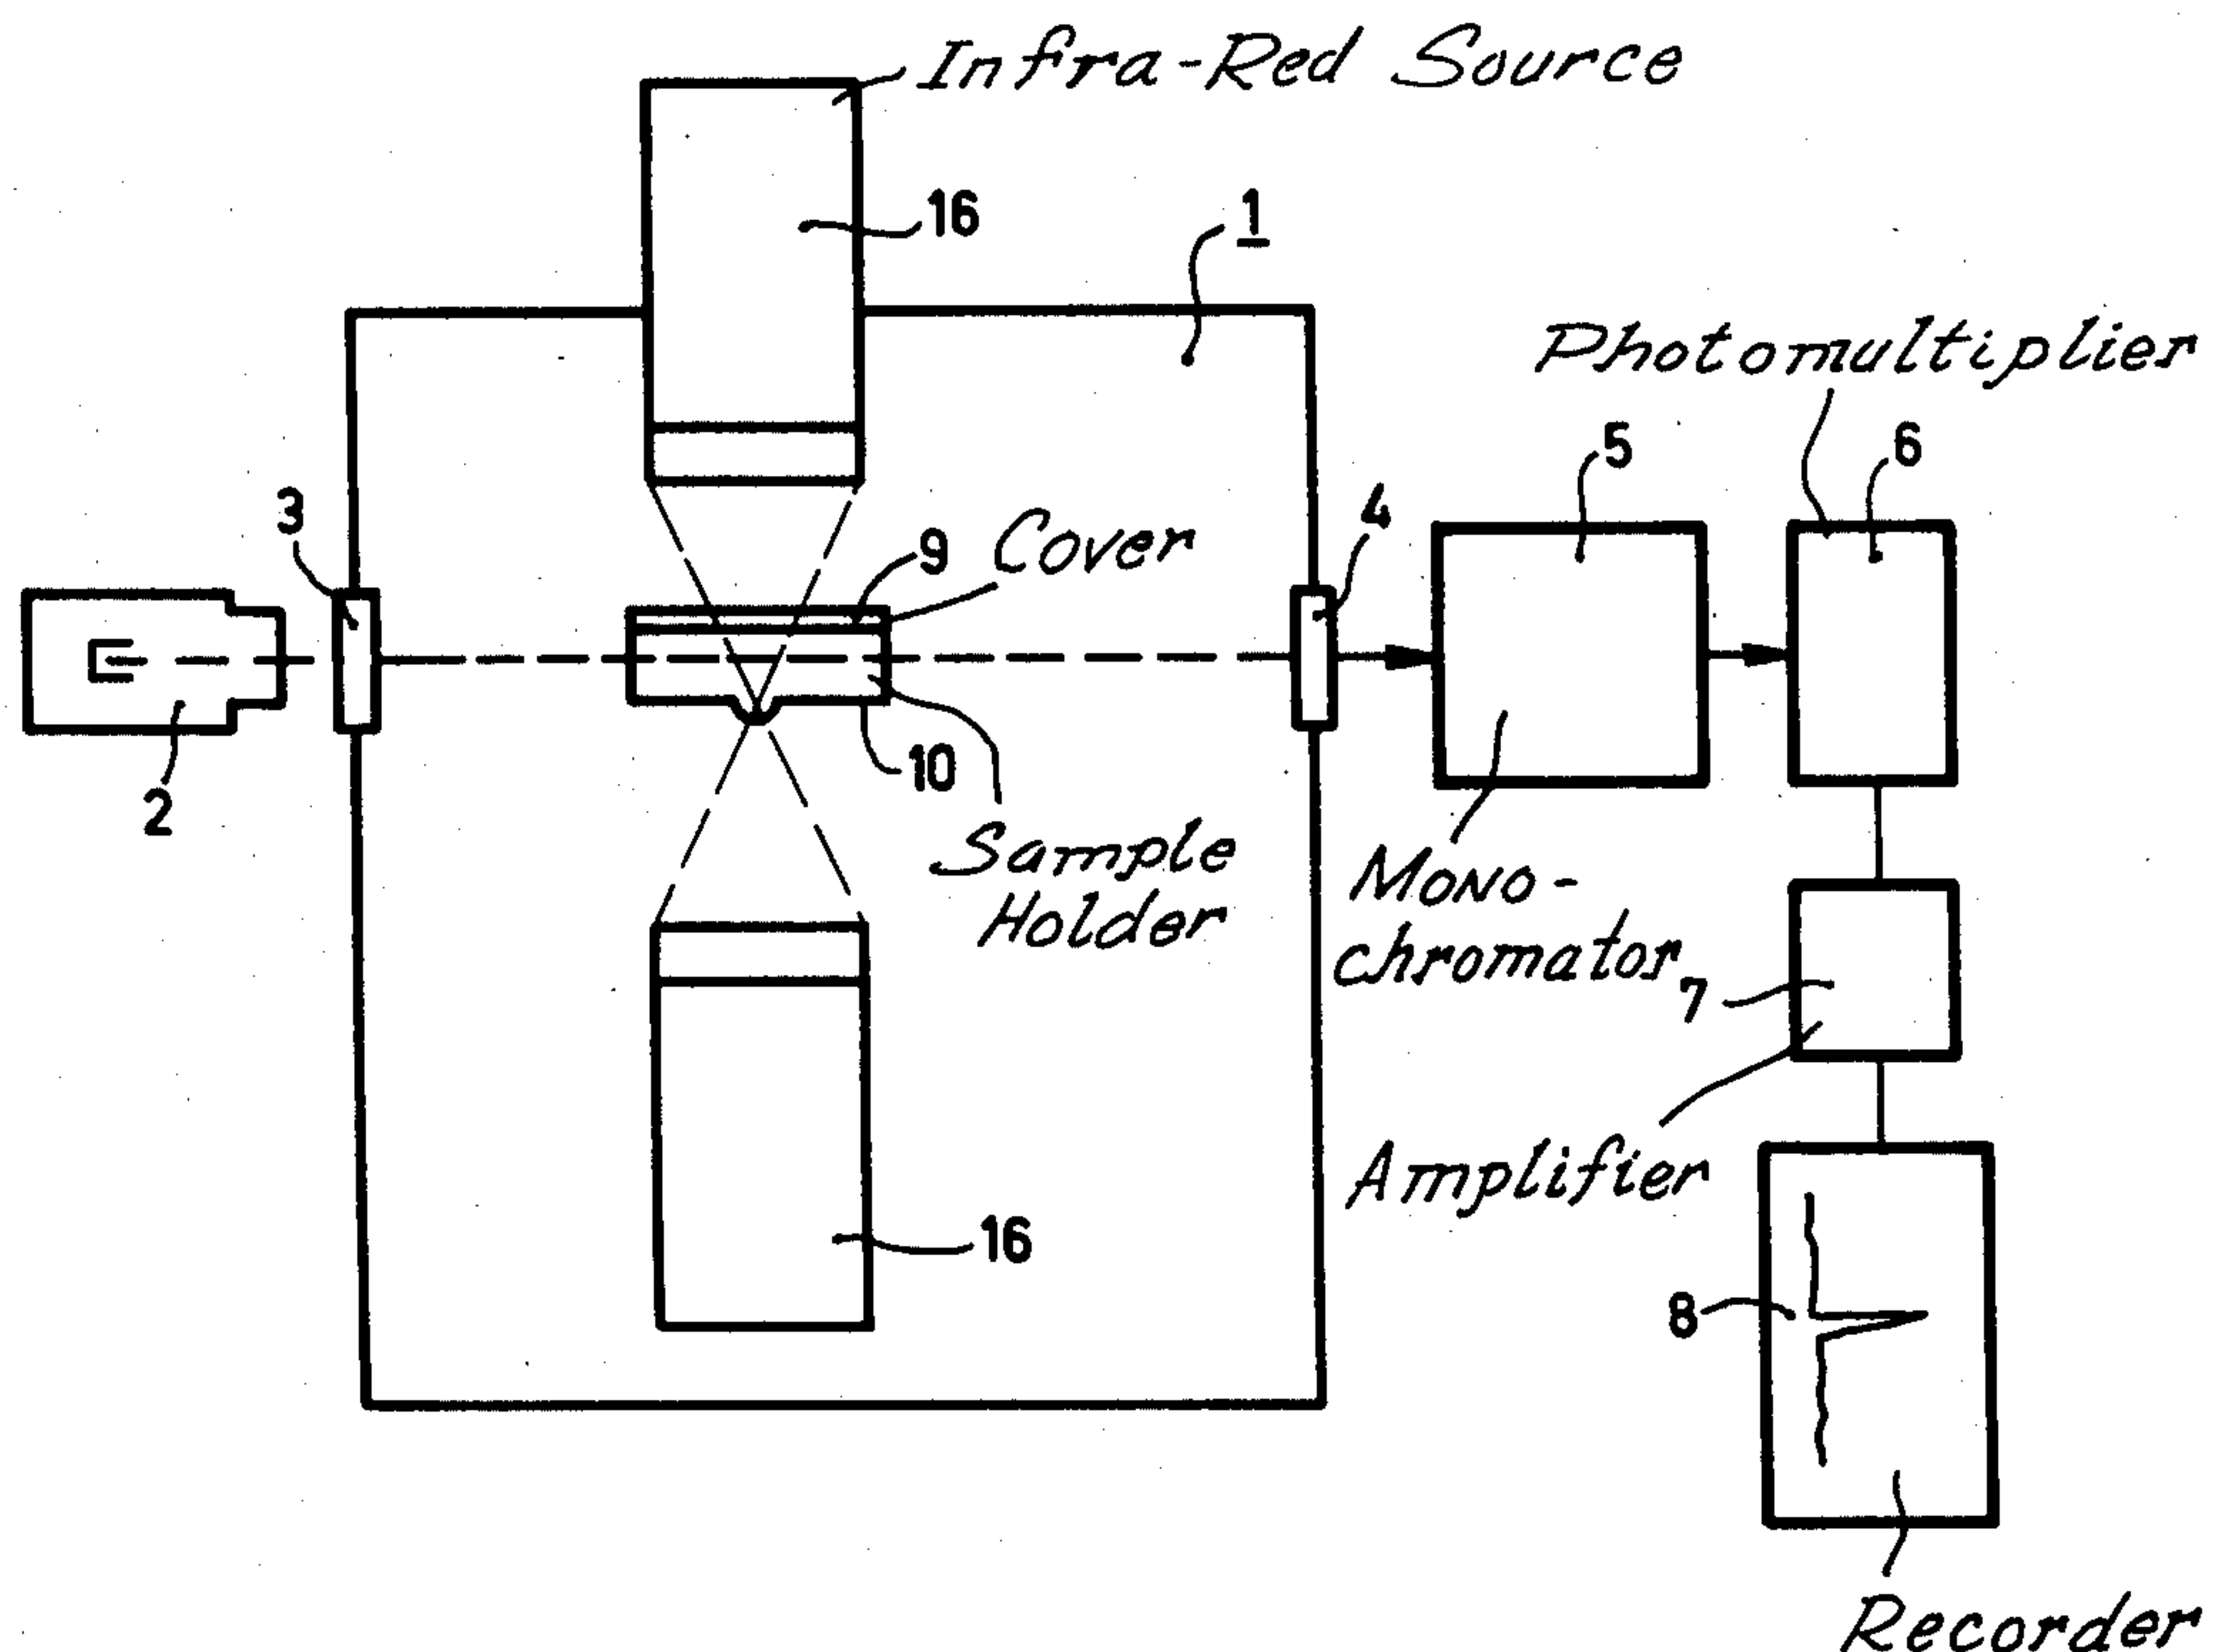 Infra-Red Source
16
1
Photomultiplier
5
6
3
4
9
Cover
2
10
Sample
Holder
Mono-
chromator
7
Amplifier
16
8
Recorder